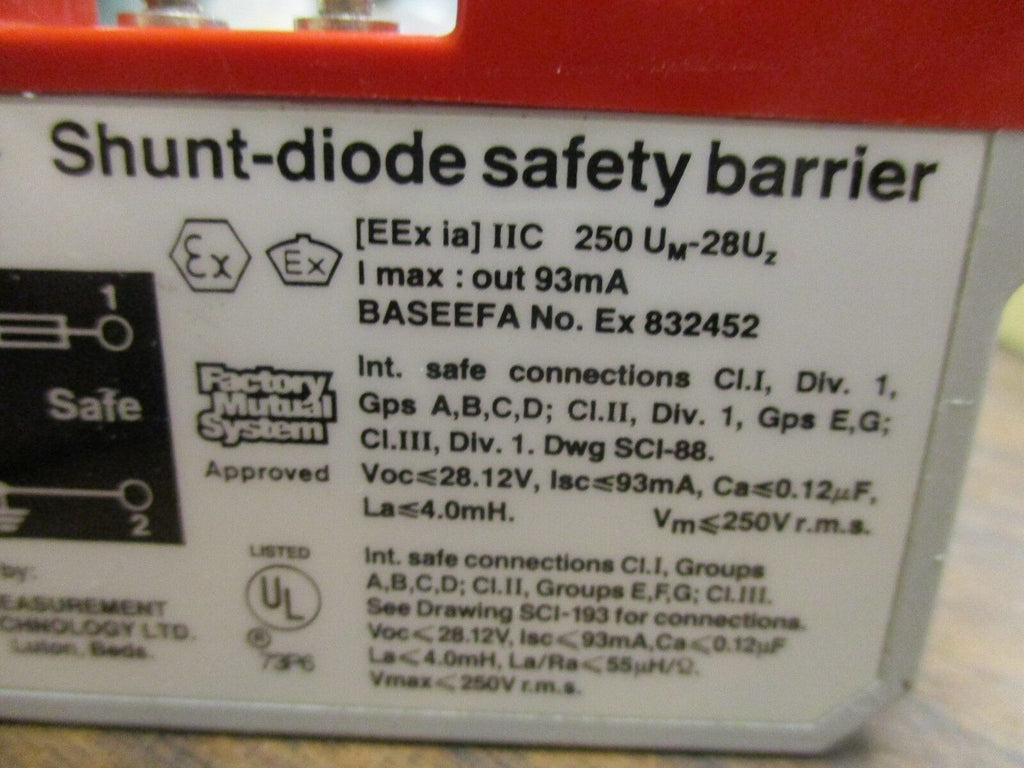 Shunt-diode safety barrier
Ex Ex
[EEx ia] IIC 250 UM-28Uz
I max : out 93mA
BASEEFA No. Ex 832452
1
Safe
2
Factory
Mutual
System
Approved
Int. safe connections Cl.I, Div. 1,
Gps A,B,C,D; Cl.II, Div. 1, Gps E,G;
Cl.III, Div. 1. Dwg SCI-88.
Voc≤28.12V, Isc≤93mA, Ca≤0.12µF,
La≤4.0mH. Vm≤250V r.m.s.
LISTED
UL
®
73P6
Int. safe connections Cl.I, Groups
A,B,C,D; Cl.II, Groups E,F,G; Cl.III.
See Drawing SCI-193 for connections.
Voc≤28.12V, Isc≤93mA, Ca≤0.12µF
La≤4.0mH, La/Ra≤55µH/Ω.
Vmax≤250V r.m.s.
by:
EASUREMENT
CHNOLOGY LTD.
Luton. Beds.